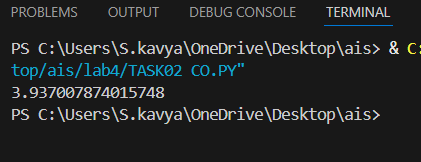 PROBLEMS OUTPUT DEBUG CONSOLE TERMINAL
PS C:\Users\S.kavya\OneDrive\Desktop\ais> & C:
top/ais/lab4/TASK02 CO.PY"
3.937007874015748
PS C:\Users\S.kavya\OneDrive\Desktop\ais>